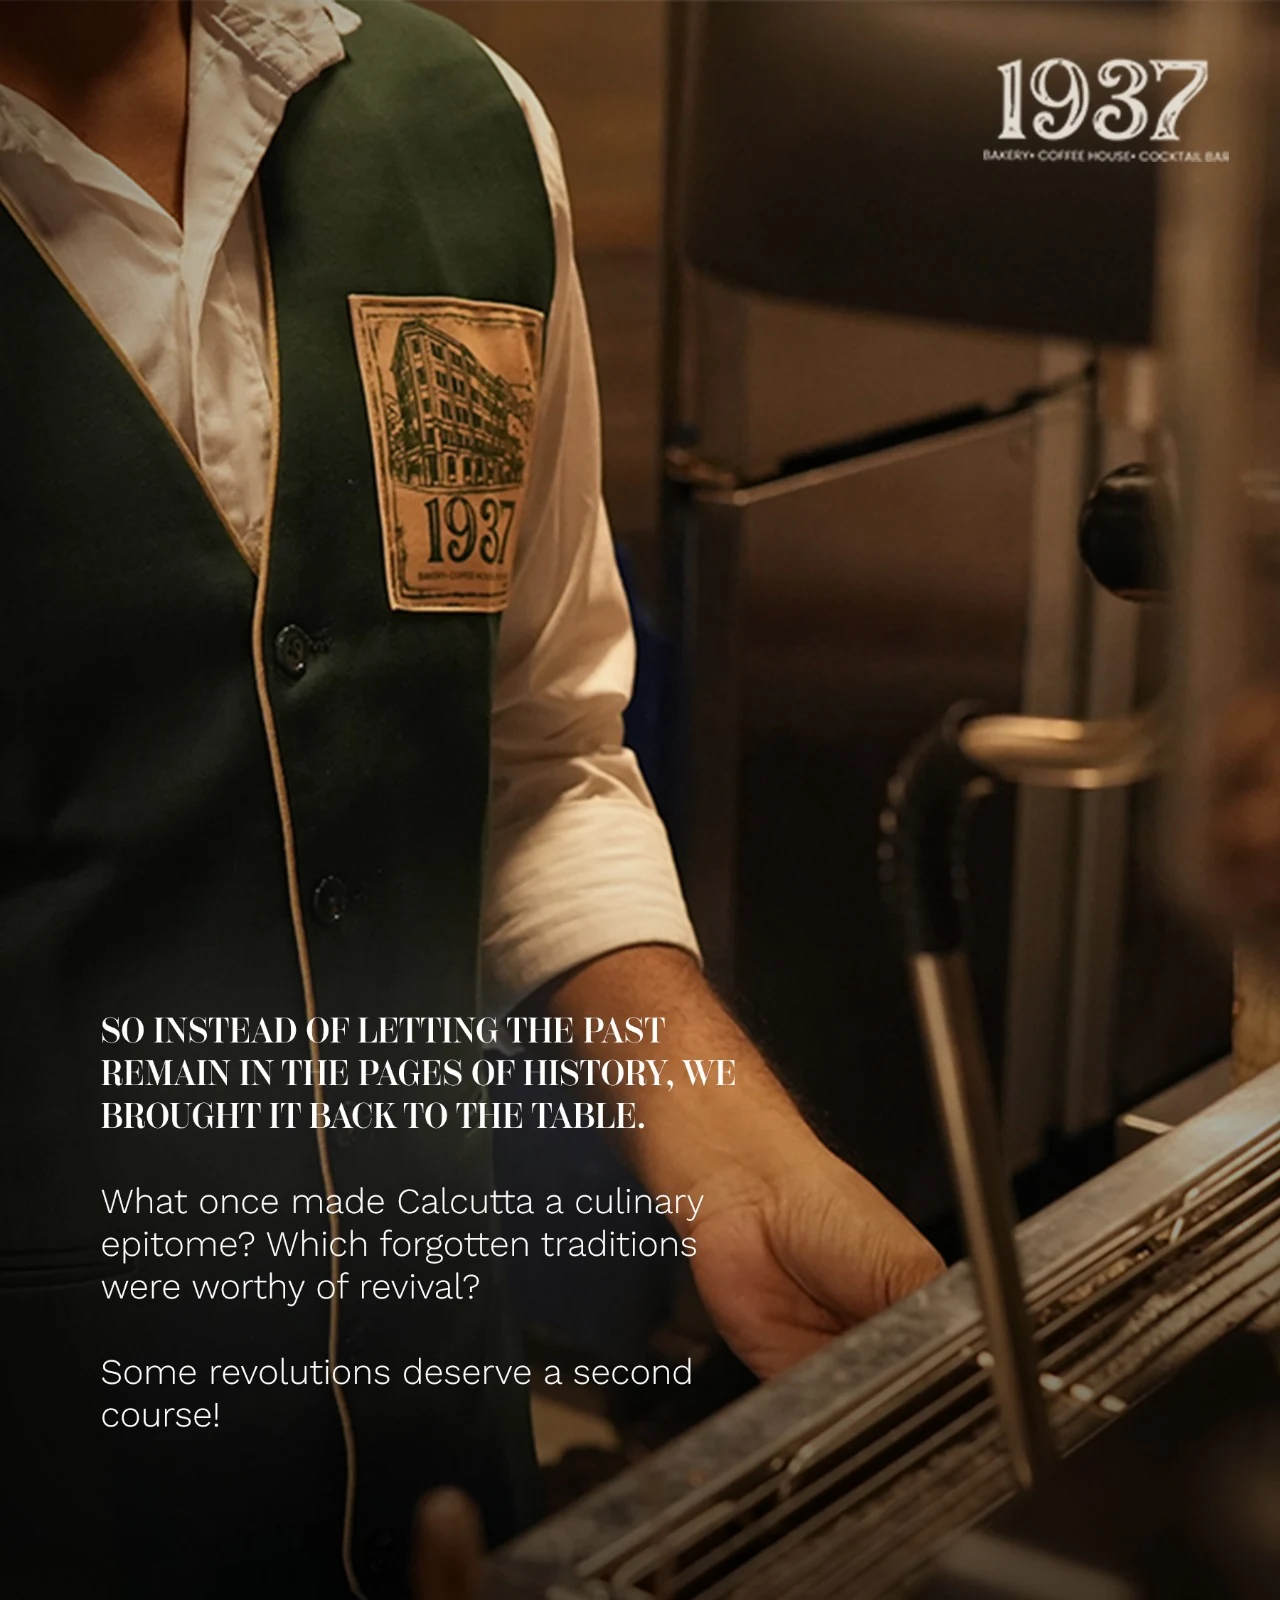 1937
BAKERY• COFFEE HOUSE• COCKTAIL BAR
1937
SO INSTEAD OF LETTING THE PAST
REMAIN IN THE PAGES OF HISTORY, WE
BROUGHT IT BACK TO THE TABLE.
What once made Calcutta a culinary
epitome? Which forgotten traditions
were worthy of revival?
Some revolutions deserve a second
course!